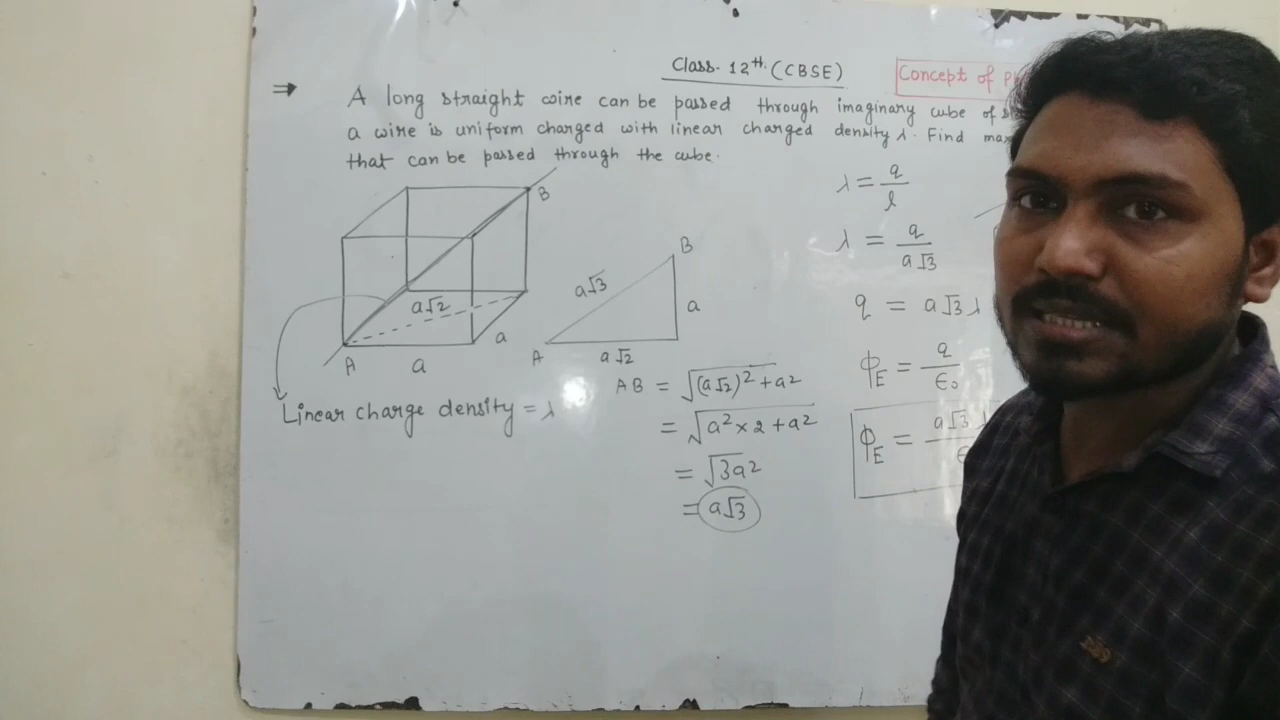 Class. 12th. (CBSE)
Concept of
⇒ A long straight wire can be passed through imaginary cube of
a wire is uniform charged with linear charged density λ. Find
that can be passed through the cube.
B
a√2
a
A
a
Linear charge density = λ
B
a√3
a
A
a√2
AB = √(a√2)² + a²
= √a² × 2 + a²
= √3a²
= a√3
λ = q/l
λ = q/a√3
q = a√3 λ
ϕE = q/ϵ₀
ϕE = a√3 λ/ϵ